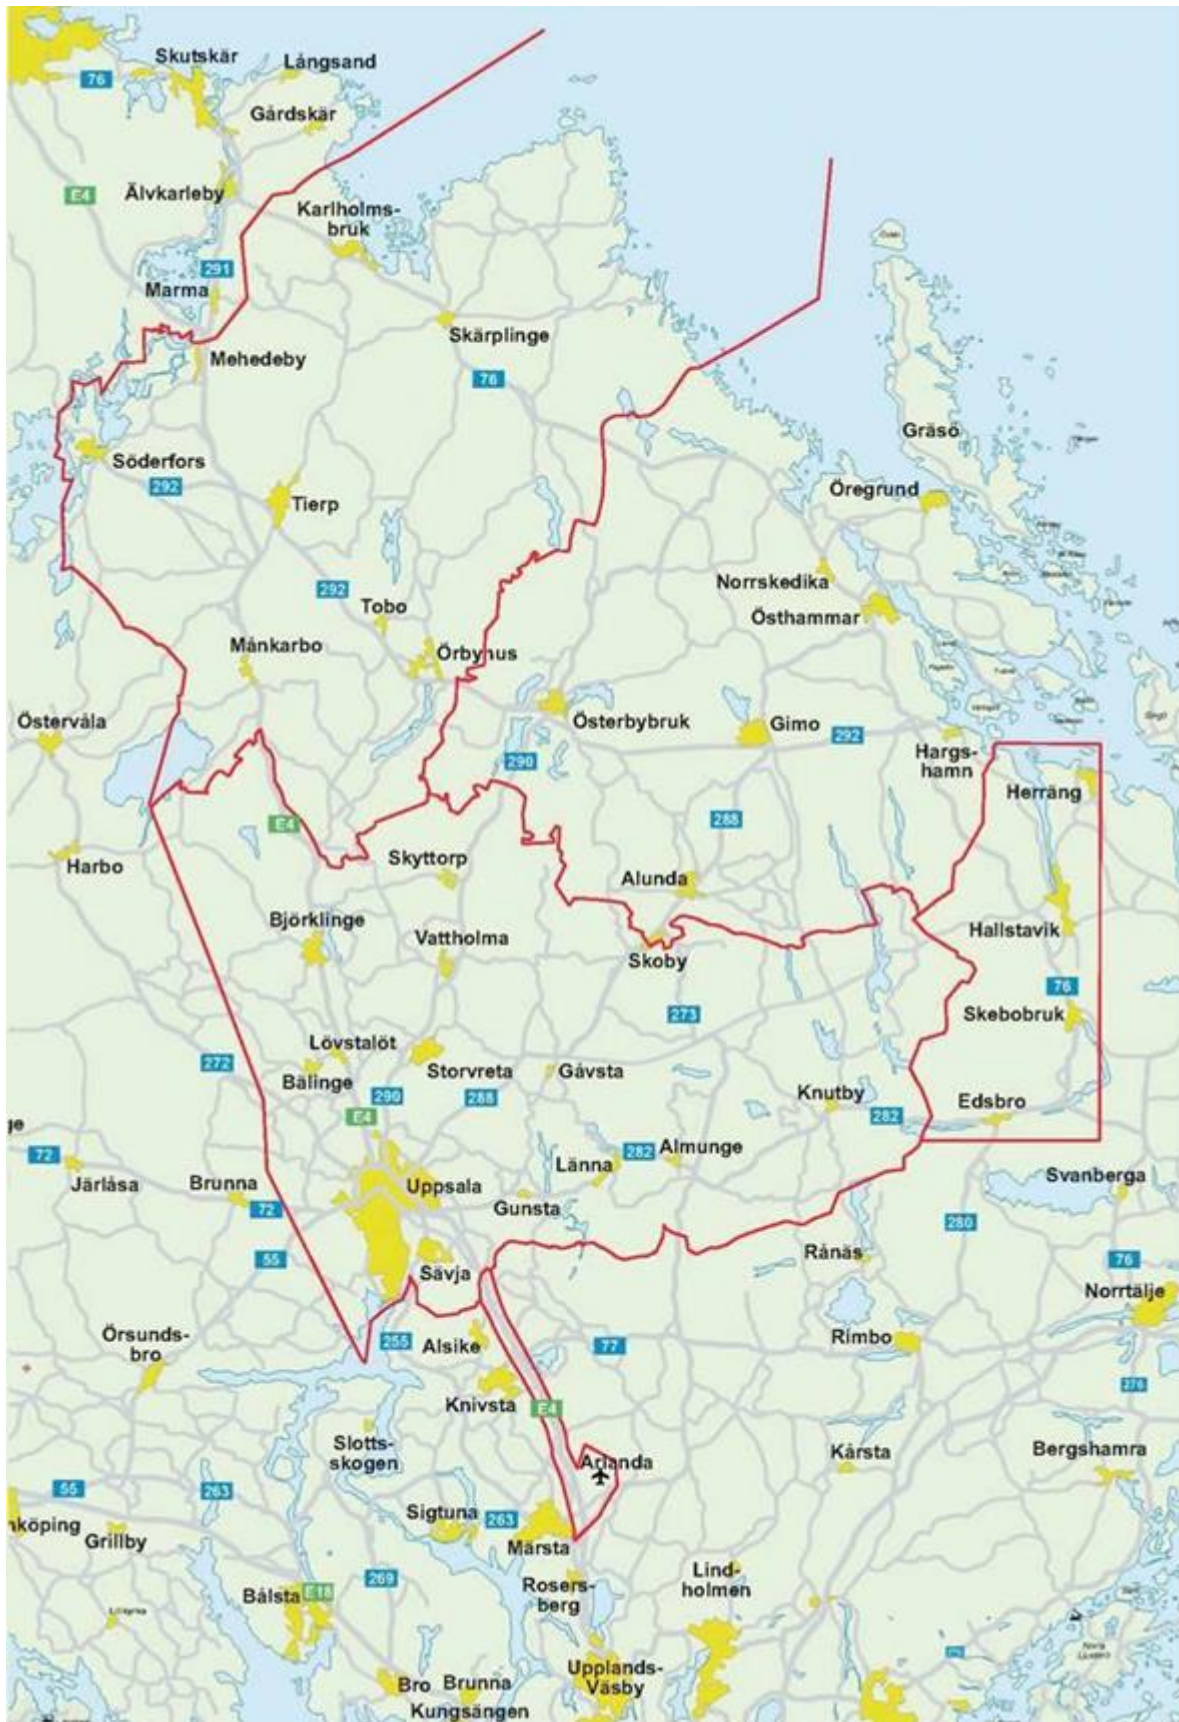 Skutskär
Långsand
76
Gårdskär
E4
Älvkarleby
Karlholms-
bruk
291
Marma
Mehedeby
Skärplinge
76
Gräsö
Söderfors
292
Tierp
Öregrund
292
Tobo
Norrskedika
Östhammar
Månkarbo
Örbyhus
Östervåla
Österbybruk
Gimo
292
290
Hargs-
hamn
Herräng
E4
288
Harbo
Skyttorp
Alunda
Björklinge
Vattholma
Hallstavik
Skoby
76
273
Skebobruk
Lövstalöt
272
Bälinge
Storvreta
Gåvsta
290
288
Knutby
Edsbro
E4
282
72
Järlåsa
Brunna
Länna
282
Almunge
Svanberga
Uppsala
72
Gunsta
280
55
Sävja
Rånäs
76
Norrtälje
Örsunds-
bro
255
Alsike
77
Rimbo
276
Knivsta
E4
Slotts-
skogen
Arlanda
Kårsta
Bergshamra
55
263
Sigtuna
263
nköping
Grillby
Märsta
Lind-
holmen
269
Rosers-
berg
Bålsta
E18
Bro
Brunna
Kungsängen
Upplands-
Väsby